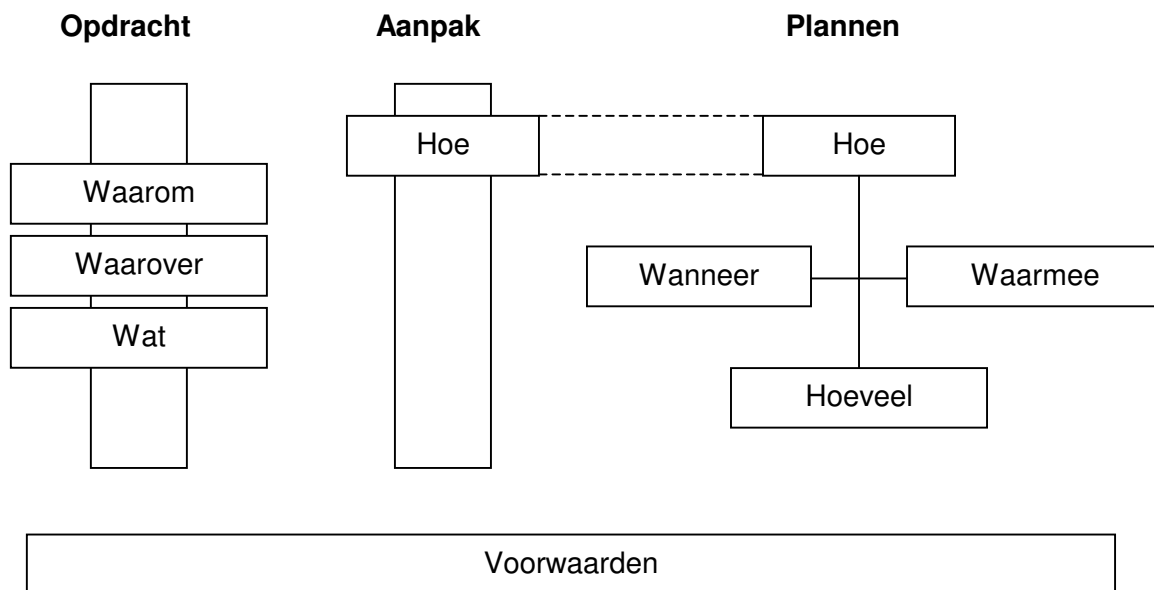 Opdracht
Aanpak
Plannen
Hoe
Hoe
Waarom
Waarover
Wat
Wanneer
Waarmee
Hoeveel
Voorwaarden